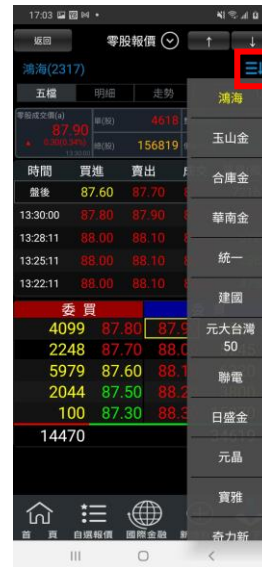 17:03
返回 零股報價 ↑ ↓
鴻海(2317)
五檔 明細 走勢
零股成交價(a) 單(股) 4618
87.90
▲ 0.30(0.34%) 總(股) 156819
13:30:00
時間 買進 賣出
盤後 87.60 87.70
13:30:00 87.80 87.90
13:28:11 88.00 88.10
13:25:11 88.00 88.10
13:22:11 88.00 88.10
委買
4099 87.80 87.9
2248 87.70 88.0
5979 87.60 88.1
2044 87.50 88.2
100 87.30 88.3
14470
鴻海
玉山金
合庫金
華南金
統一
建國
元大台灣
50
聯電
日盛金
元晶
寶雅
奇力新
首頁 自選報價 國際金融